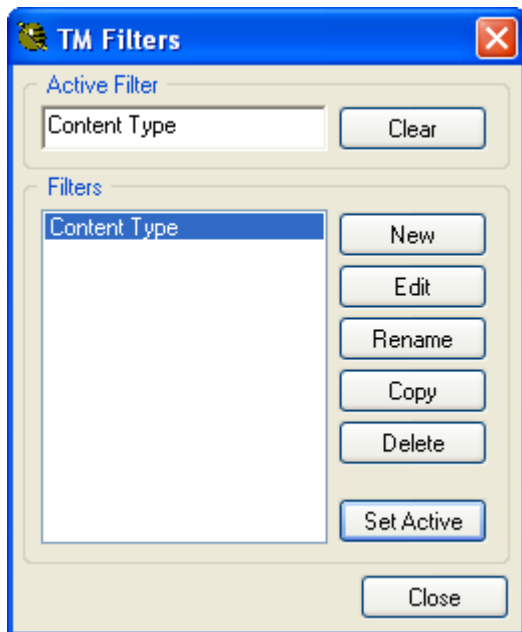 TM Filters
Active Filter
Content Type
Clear
Filters
Content Type
New
Edit
Rename
Copy
Delete
Set Active
Close